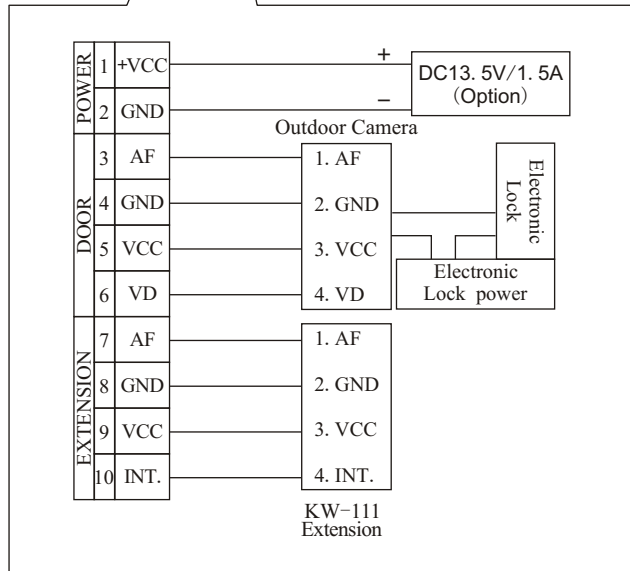 POWER
1 +VCC
2 GND
+
−
DC13.5V/1.5A
(Option)
DOOR
3 AF
4 GND
5 VCC
6 VD
Outdoor Camera
1. AF
2. GND
3. VCC
4. VD
Electronic
Lock
Electronic
Lock power
EXTENSION
7 AF
8 GND
9 VCC
10 INT.
1. AF
2. GND
3. VCC
4. INT.
KW-111
Extension